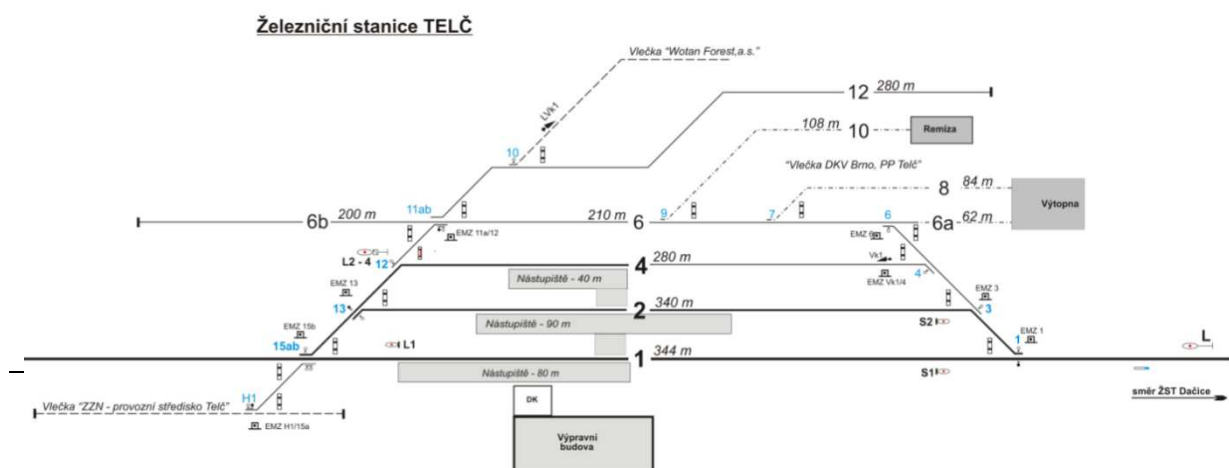 Železniční stanice TELČ
Vlečka "Wotan Forest,a.s."
LVk1
12 280 m
108 m 10
Remíza
10
"Vlečka DKV Brno, PP Telč"
8 84 m
Výtopna
11ab
6b 200 m
210 m 6
9
7
6
6a 62 m
EMZ 11a/12
EMZ 6
L2 - 4
12
4 280 m
Vk1
4
EMZ Vk1/4
Nástupiště - 40 m
EMZ 13
13
2 340 m
EMZ 3
3
Nástupiště - 90 m
S2
EMZ 15b
15ab
L1
EMZ 1
1
L
1 344 m
Nástupiště - 80 m
S1
směr ŽST Dačice
H1
Vlečka "ZZN - provozní středisko Telč"
EMZ H1/15a
DK
Výpravní
budova